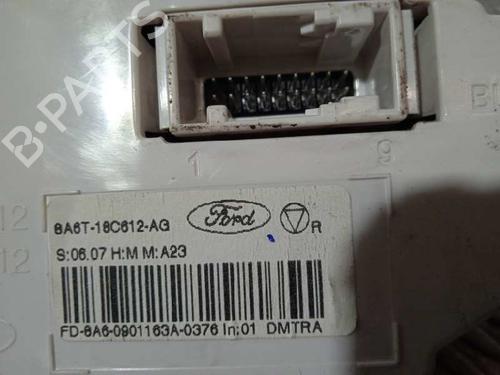 B-PARTS
B
1
9
12
12
8A6T-18C612-AG
Ford
R
S:06.07 H:M M:A23
FD-8A6-0901163A-0376 In:01 DMTRA